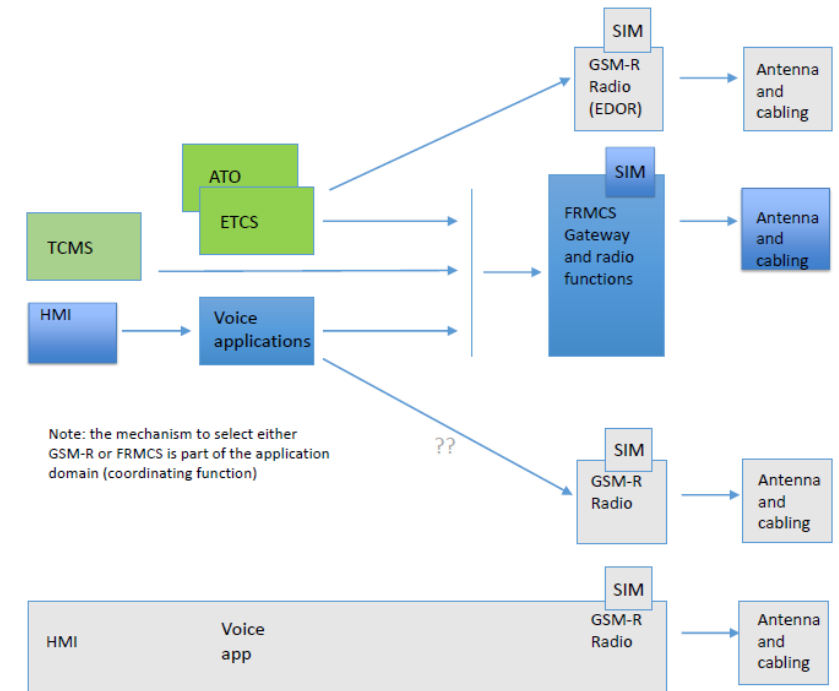 SIM
GSM-R
Radio
(EDOR)
Antenna
and
cabling
ATO
ETCS
TCMS
HMI
Voice
applications
SIM
FRMCS
Gateway
and radio
functions
Antenna
and
cabling
Note: the mechanism to select either
GSM-R or FRMCS is part of the application
domain (coordinating function)
??
SIM
GSM-R
Radio
Antenna
and
cabling
HMI
Voice
app
SIM
GSM-R
Radio
Antenna
and
cabling